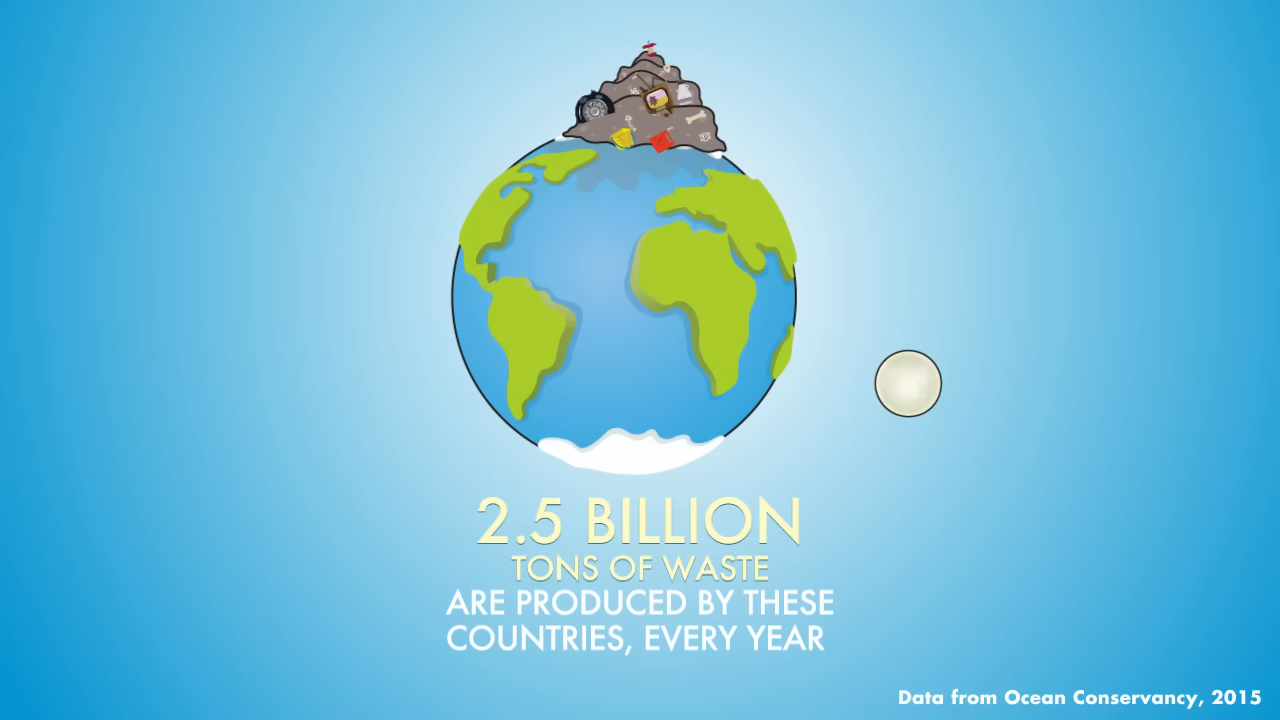 2.5 BILLION
TONS OF WASTE
ARE PRODUCED BY THESE
COUNTRIES, EVERY YEAR
Data from Ocean Conservancy, 2015